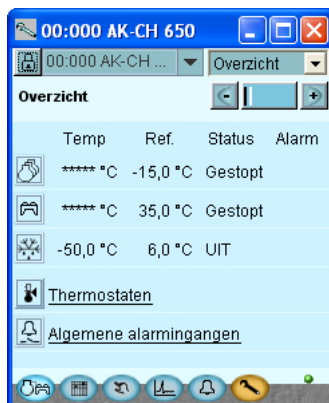 00:000 AK-CH 650
00:000 AK-CH ... Overzicht
Overzicht
Temp Ref. Status Alarm
***** °C -15,0 °C Gestopt
***** °C 35,0 °C Gestopt
-50,0 °C 6,0 °C UIT
Thermostaten
Algemene alarmingangen